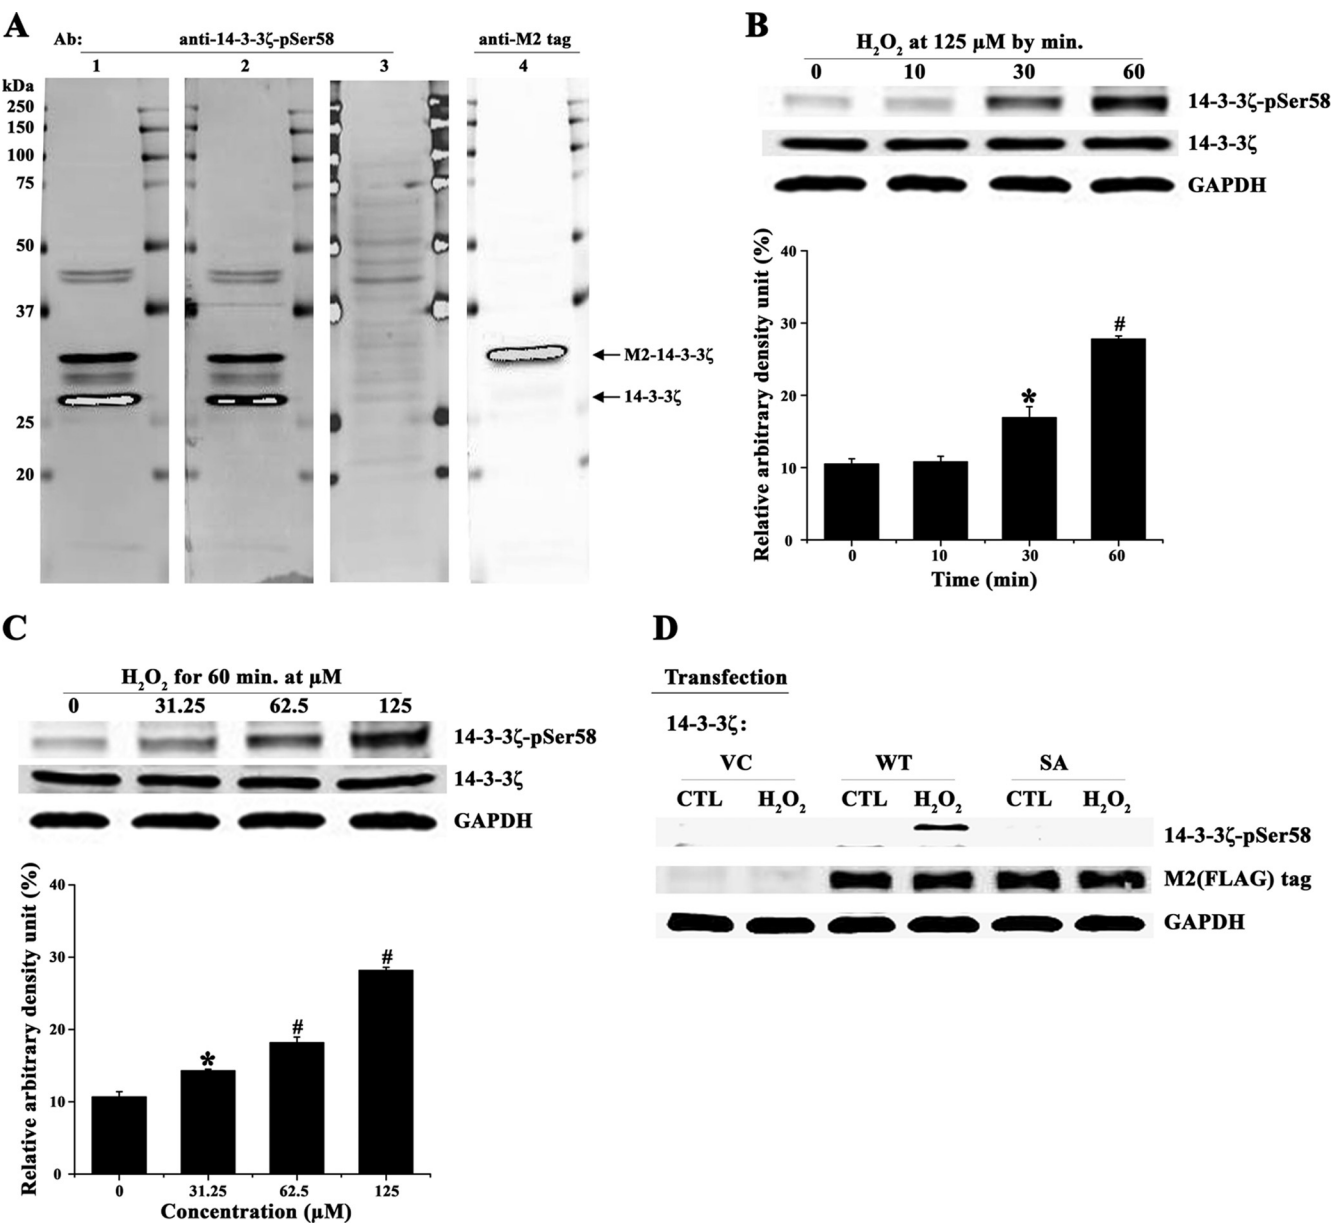 A
Ab: anti-14-3-3ζ-pSer58 anti-M2 tag
1 2 3 4
kDa
250
150
100
75
50
37
25
20
M2-14-3-3ζ
14-3-3ζ
B
H₂O₂ at 125 µM by min.
0 10 30 60
14-3-3ζ-pSer58
14-3-3ζ
GAPDH
Relative arbitrary density unit (%)
40
30
20
10
0
* #
0 10 30 60
Time (min)
C
H₂O₂ for 60 min. at µM
0 31.25 62.5 125
14-3-3ζ-pSer58
14-3-3ζ
GAPDH
Relative arbitrary density unit (%)
40
30
20
10
0
* # #
0 31.25 62.5 125
Concentration (µM)
D
Transfection
14-3-3ζ:
VC WT SA
CTL H₂O₂ CTL H₂O₂ CTL H₂O₂
14-3-3ζ-pSer58
M2(FLAG) tag
GAPDH